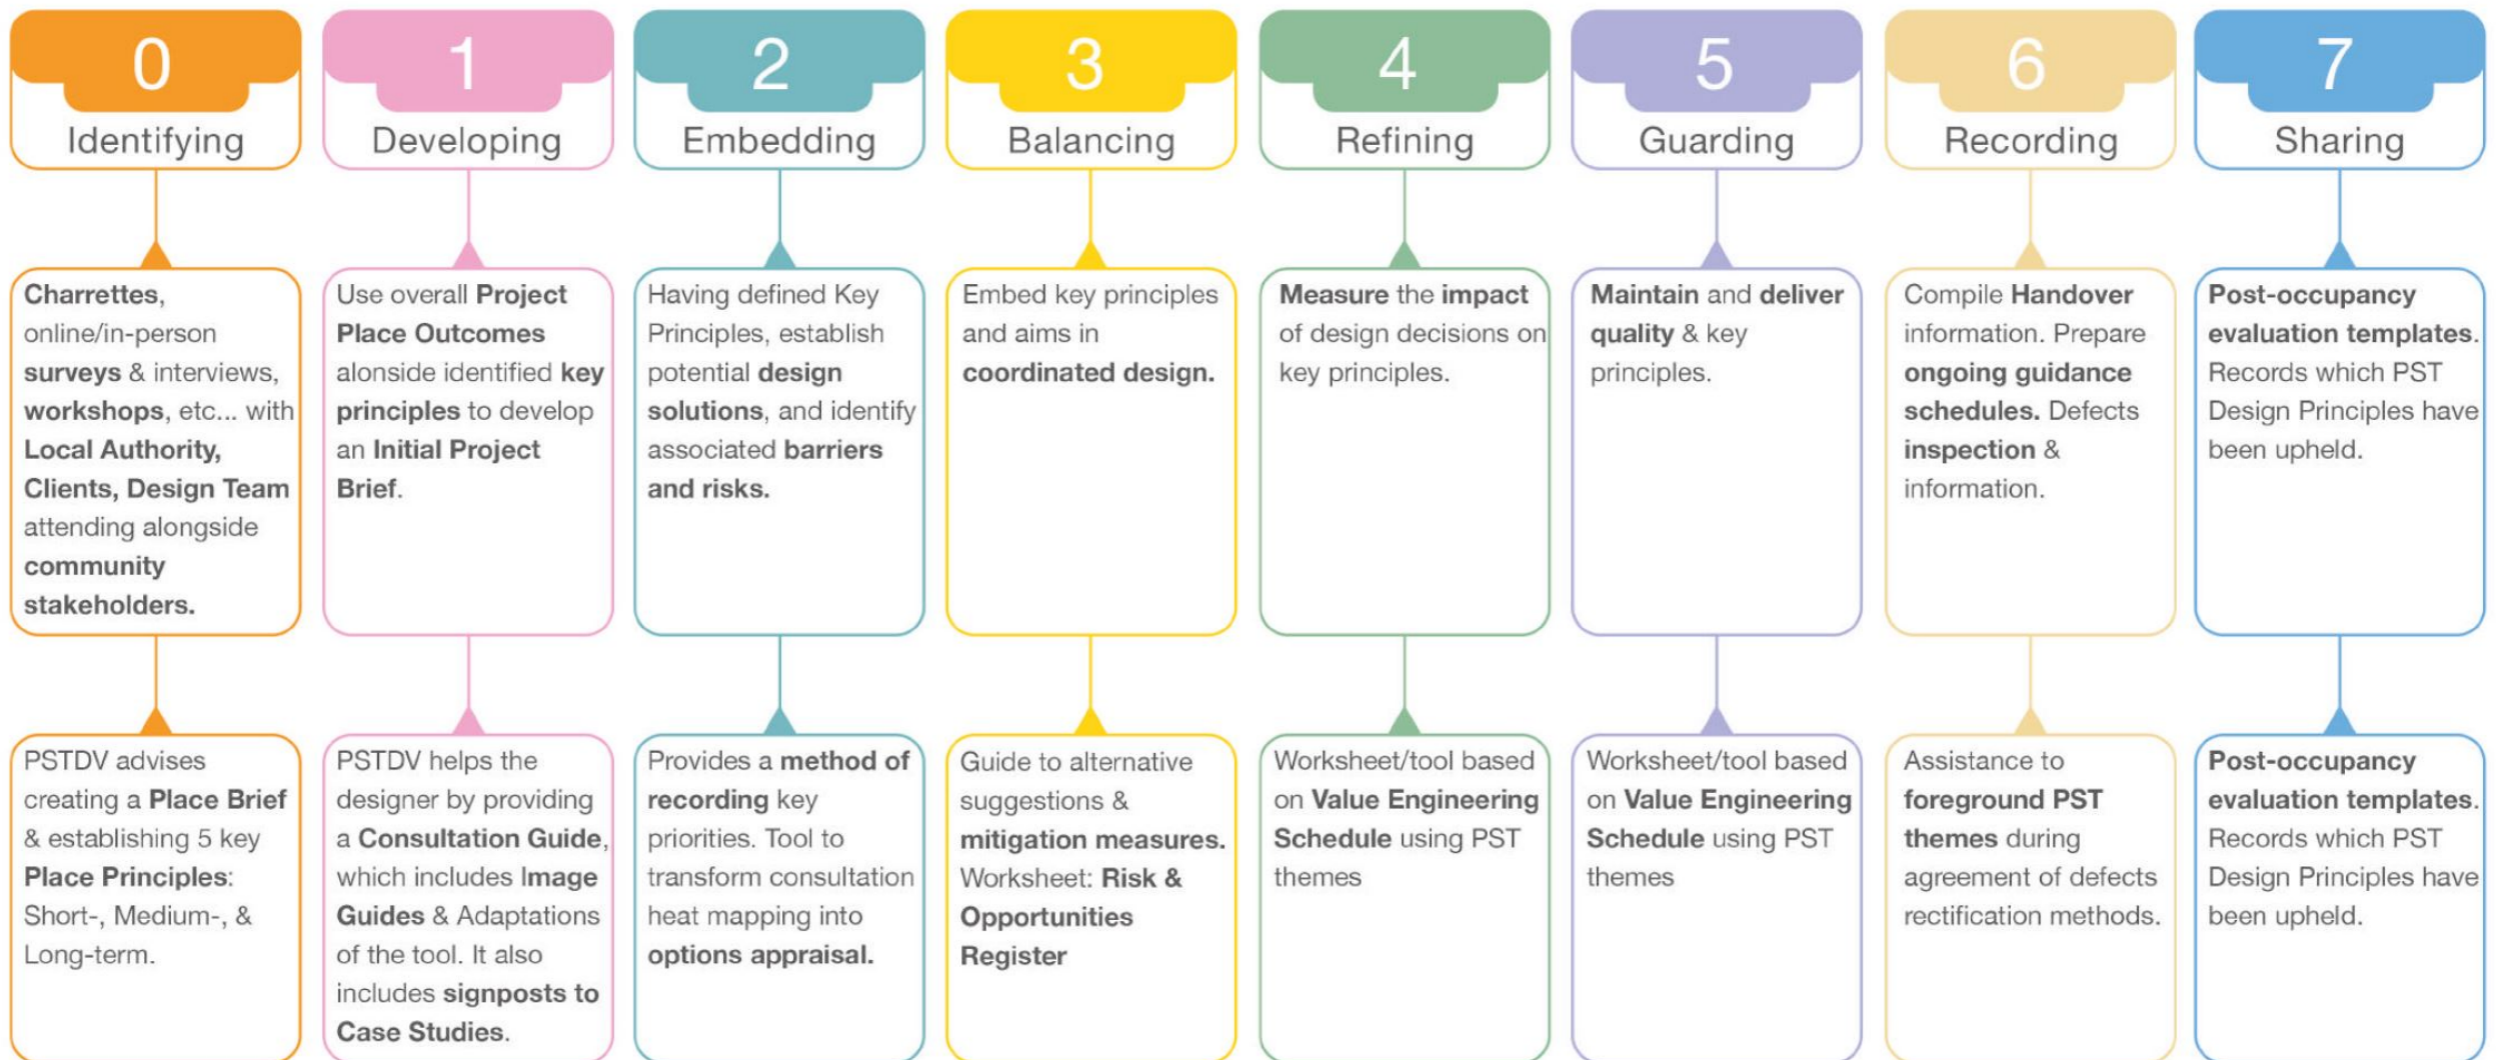 0
Identifying
1
Developing
2
Embedding
3
Balancing
4
Refining
5
Guarding
6
Recording
7
Sharing
Charrettes,
online/in-person
surveys & interviews,
workshops, etc... with
Local Authority,
Clients, Design Team
attending alongside
community
stakeholders.
Use overall Project
Place Outcomes
alonside identified key
principles to develop
an Initial Project
Brief.
Having defined Key
Principles, establish
potential design
solutions, and identify
associated barriers
and risks.
Embed key principles
and aims in
coordinated design.
Measure the impact
of design decisions on
key principles.
Maintain and deliver
quality & key
principles.
Compile Handover
information. Prepare
ongoing guidance
schedules. Defects
inspection &
information.
Post-occupancy
evaluation templates.
Records which PST
Design Principles have
been upheld.
PSTDV advises
creating a Place Brief
& establishing 5 key
Place Principles:
Short-, Medium-, &
Long-term.
PSTDV helps the
designer by providing
a Consultation Guide,
which includes Image
Guides & Adaptations
of the tool. It also
includes signposts to
Case Studies.
Provides a method of
recording key
priorities. Tool to
transform consultation
heat mapping into
options appraisal.
Guide to alternative
suggestions &
mitigation measures.
Worksheet: Risk &
Opportunities
Register
Worksheet/tool based
on Value Engineering
Schedule using PST
themes
Worksheet/tool based
on Value Engineering
Schedule using PST
themes
Assistance to
foreground PST
themes during
agreement of defects
rectification methods.
Post-occupancy
evaluation templates.
Records which PST
Design Principles have
been upheld.